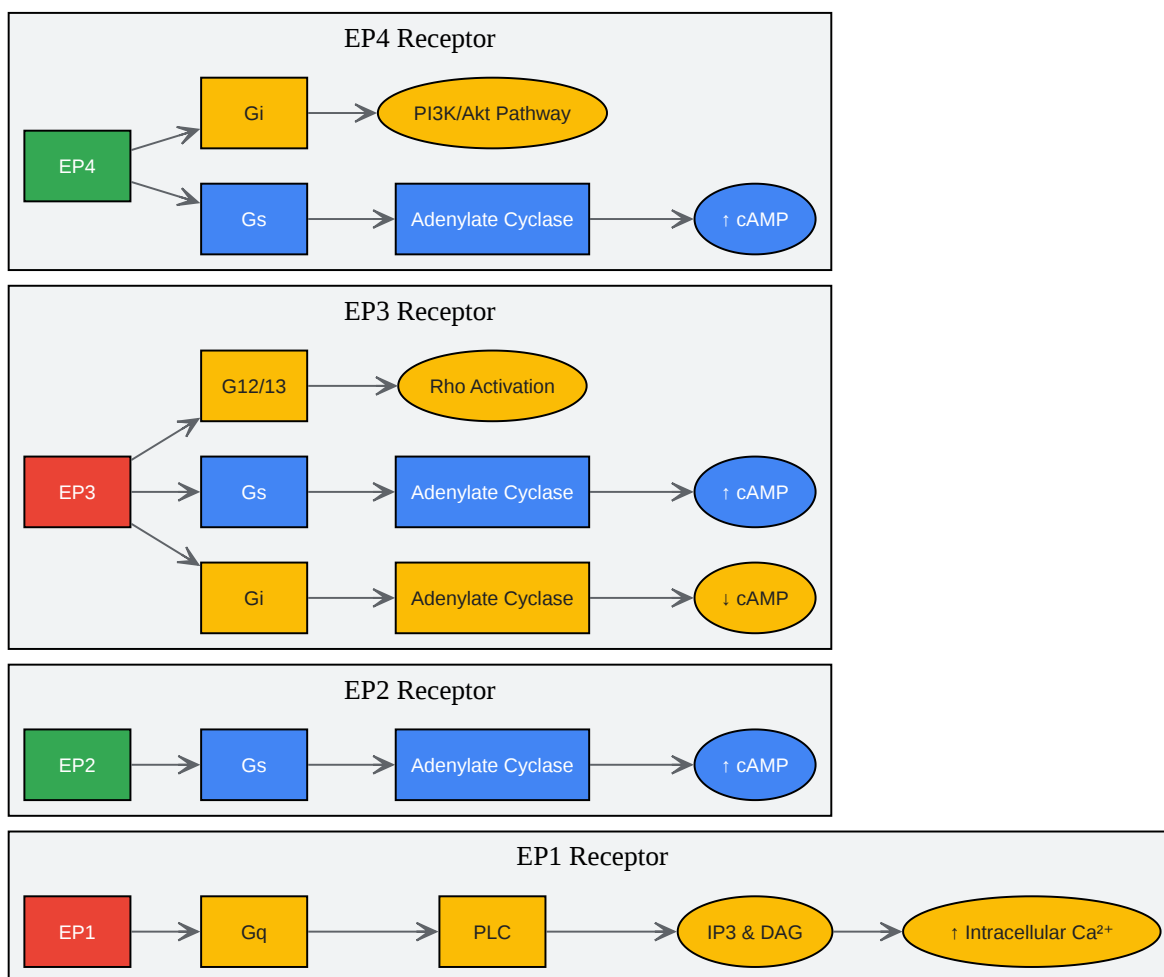 EP4 Receptor
Gi
PI3K/Akt Pathway
EP4
Gs
Adenylate Cyclase
↑ cAMP
EP3 Receptor
G12/13
Rho Activation
EP3
Gs
Adenylate Cyclase
↑ cAMP
Gi
Adenylate Cyclase
↓ cAMP
EP2 Receptor
EP2
Gs
Adenylate Cyclase
↑ cAMP
EP1 Receptor
EP1
Gq
PLC
IP3 & DAG
↑ Intracellular Ca²⁺